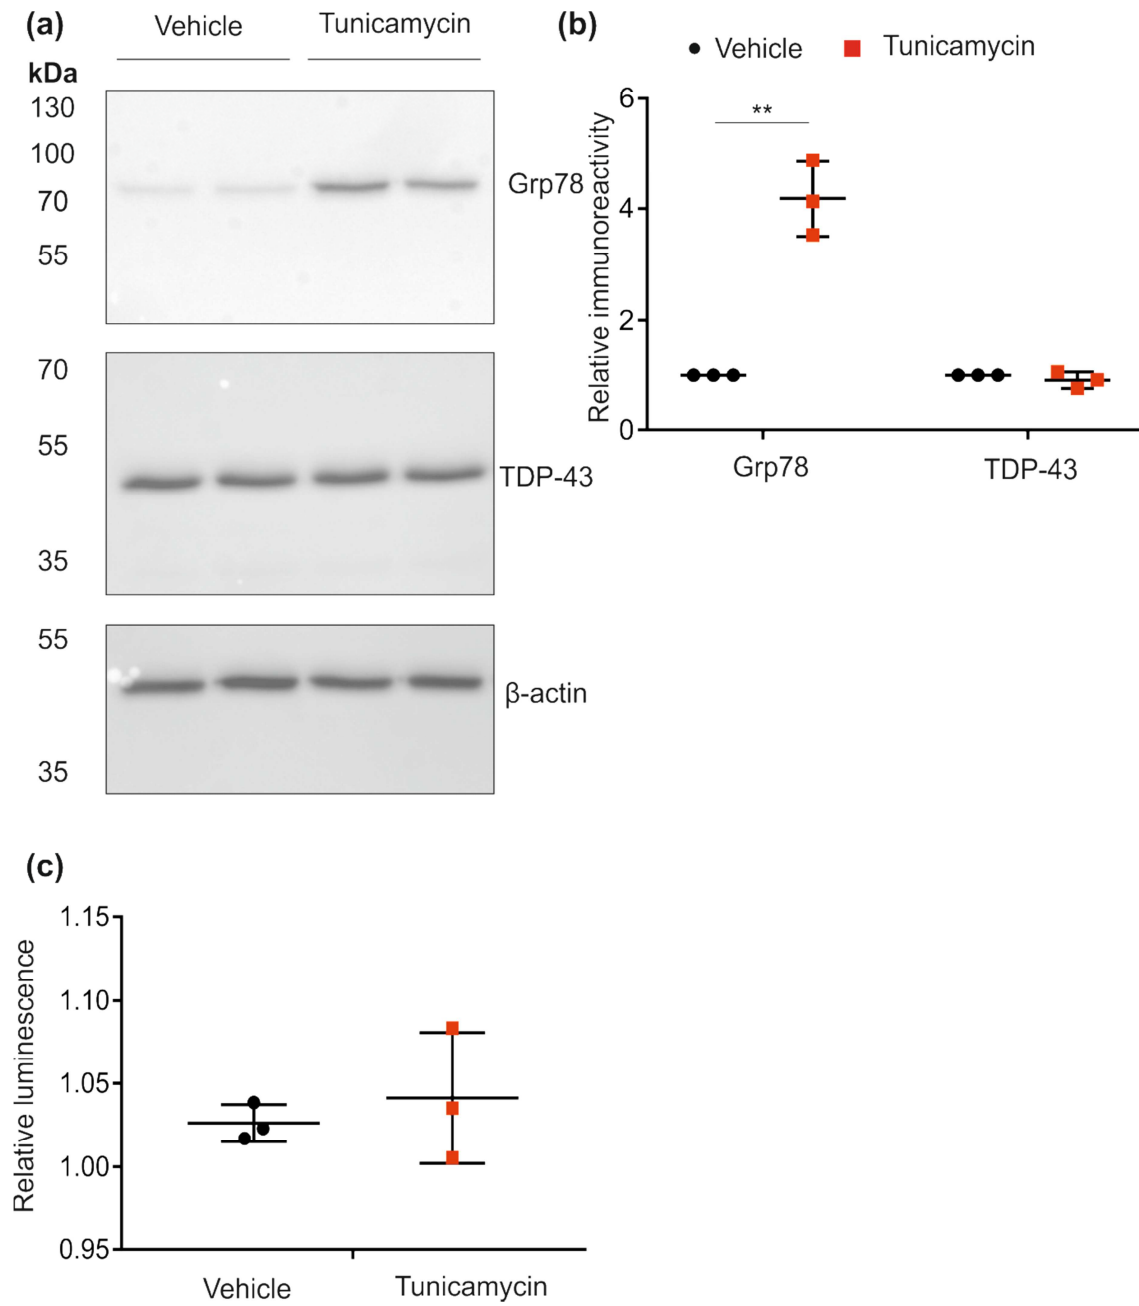 (a)
Vehicle
Tunicamycin
kDa
130
100
70
55
Grp78
70
55
35
TDP-43
55
35
β-actin
(b)
Vehicle
Tunicamycin
Relative immunoreactivity
6
4
2
0
**
Grp78
TDP-43
(c)
Relative luminescence
1.15
1.10
1.05
1.00
0.95
Vehicle
Tunicamycin